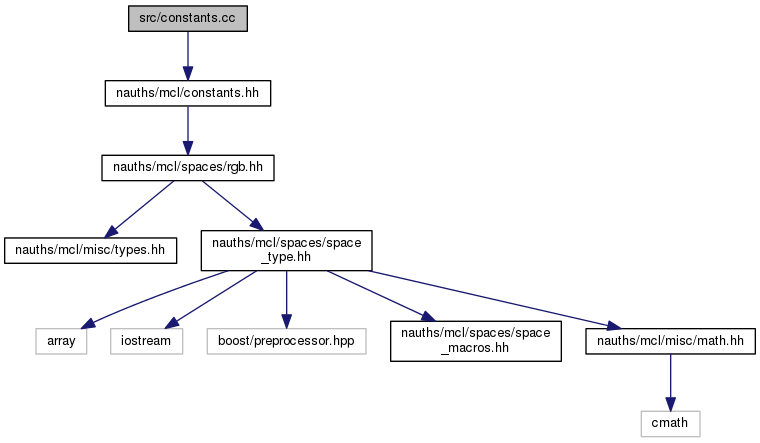 src/constants.cc
nauths/mcl/constants.hh
nauths/mcl/spaces/rgb.hh
nauths/mcl/misc/types.hh
nauths/mcl/spaces/space
_type.hh
array
iostream
boost/preprocessor.hpp
nauths/mcl/spaces/space
_macros.hh
nauths/mcl/misc/math.hh
cmath